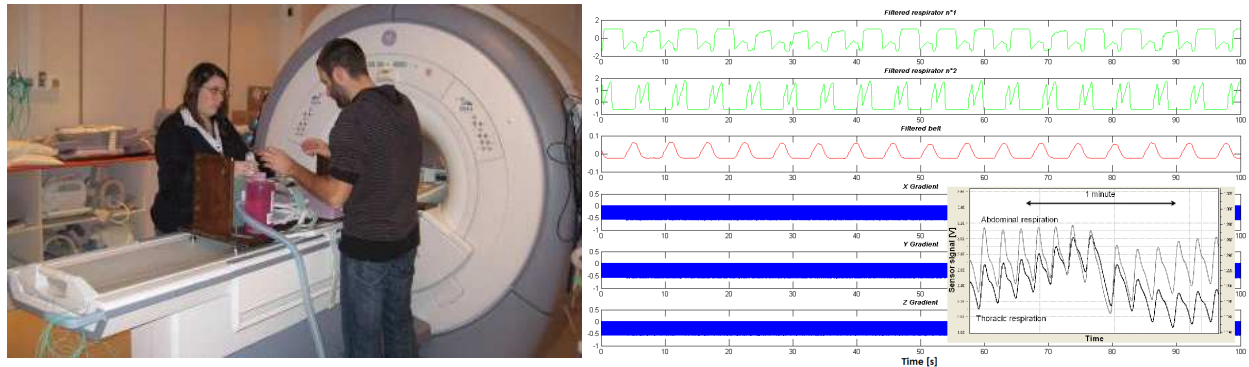 Filtered respirator n°1
2
0
-2
0 10 20 30 40 50 60 70 80 90 100
Filtered respirator n°2
2
1
0
-1
0 10 20 30 40 50 60 70 80 90 100
Filtered belt
0.1
0
-0.1
0 10 20 30 40 50 60 70 80 90 100
X Gradient
0.5
0
-0.5
-1
0 10 20 30 40 50
Y Gradient
0.5
0
-0.5
-1
0 10 20 30 40 50
Z Gradient
0.5
0
-0.5
-1
0 10 20 30 40 50 60 70 80 90 100
Time [s]
1 minute
Abdominal respiration
Sensor signal [V]
Thoracic respiration
Time